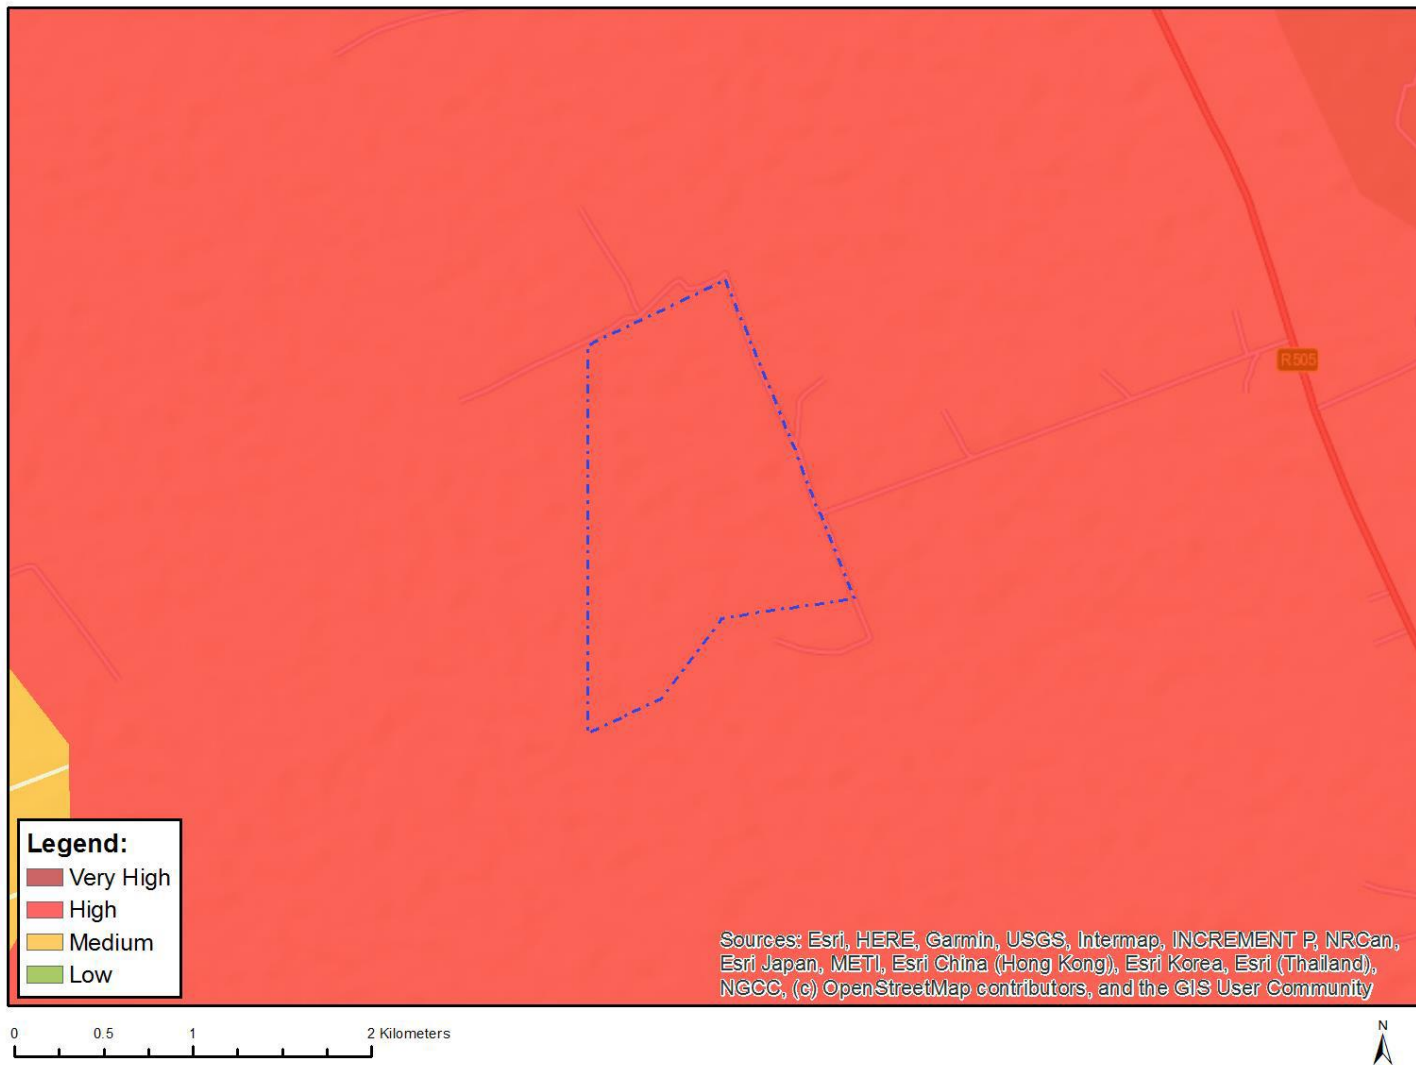 R505
Legend:
Very High
High
Medium
Low
Sources: Esri, HERE, Garmin, USGS, Intermap, INCREMENT P, NRCan,
Esri Japan, METI, Esri China (Hong Kong), Esri Korea, Esri (Thailand),
NGCC, (c) OpenStreetMap contributors, and the GIS User Community
0 0.5 1 2 Kilometers
N